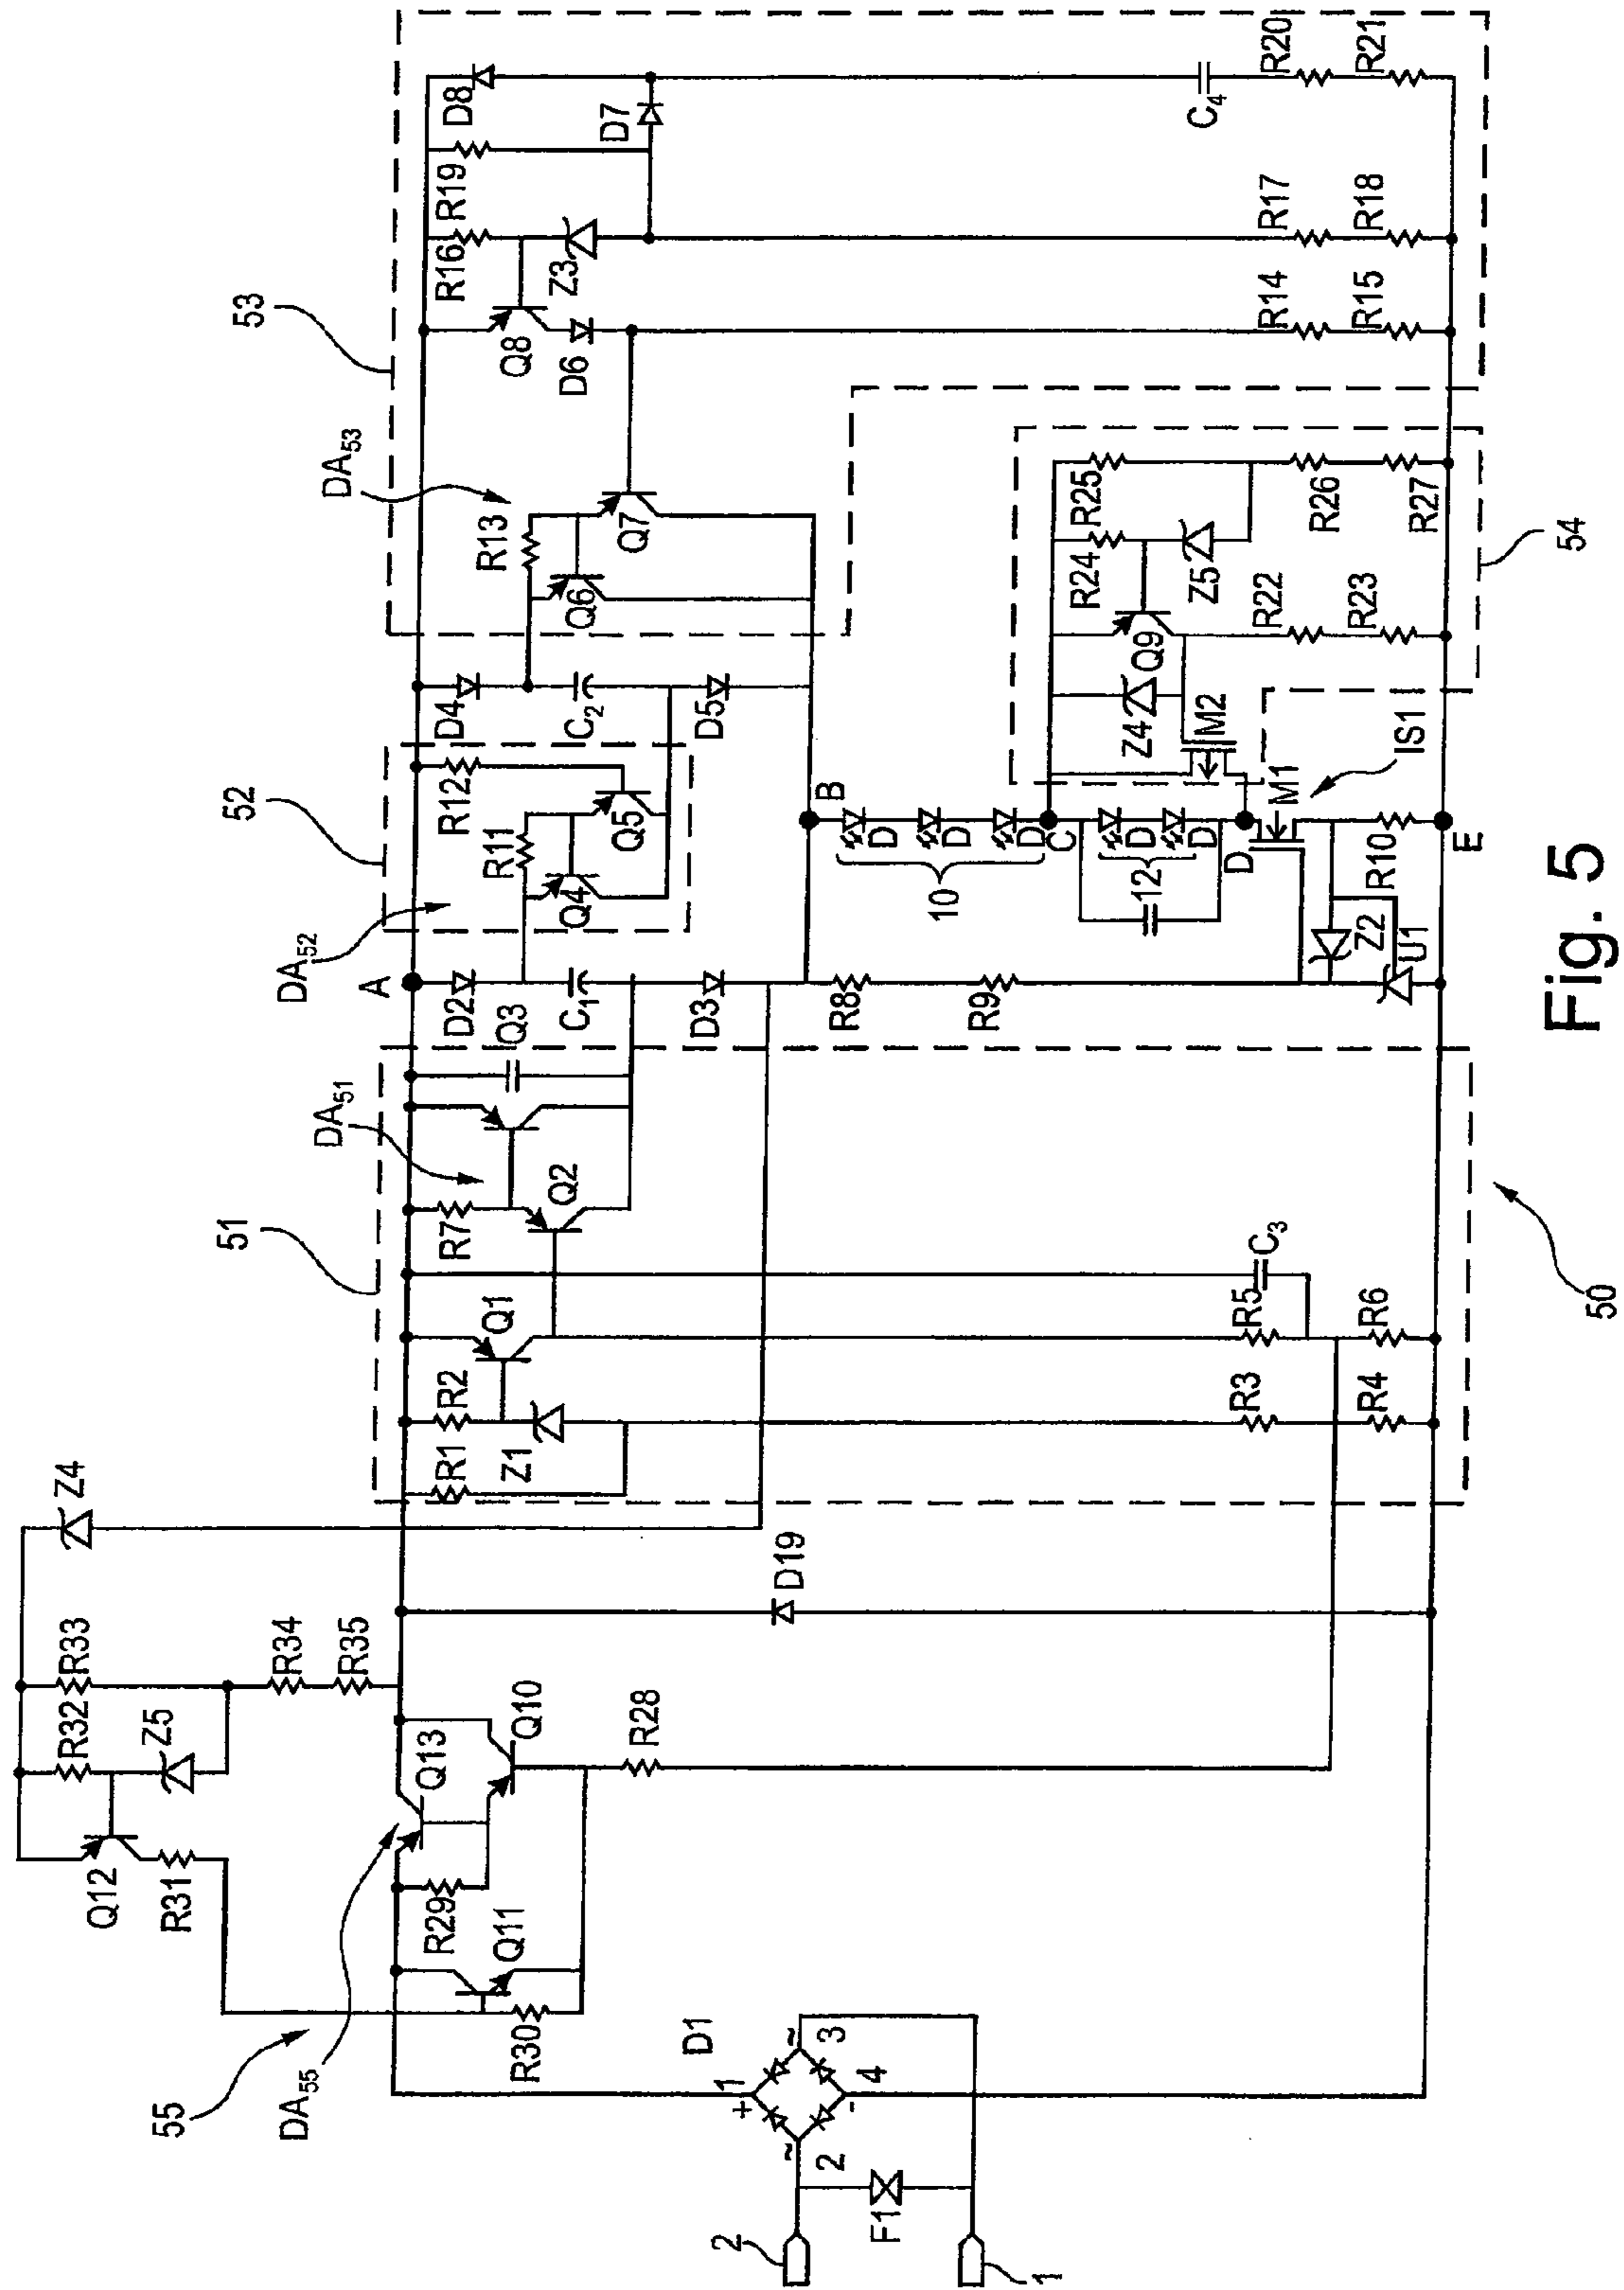 55
DA55
Q12
R31
R32
Z5
R33
R34
R35
Z4
R29
Q11
R30
Q13
Q10
R28
D19
D1
1
+
~
2
~
3
4
-
F1
2
1
51
DA51
R1
R2
Z1
Q1
R7
Q2
Q3
R3
R4
R5
R6
C3
50
A
DA52
52
D2
C1
D3
R11
Q4
R12
Q5
D4
C2
D5
53
DA53
R13
Q6
Q7
Q8
D6
R16
Z3
R19
D7
D8
C4
R20
R21
R17
R18
R14
R15
B
R8
R9
D
D
D
10
C
D
D
12
D
M1
IS1
R10
Z2
U1
E
Z4
M2
Q9
R24
Z5
R25
R22
R23
R26
R27
54
Fig. 5